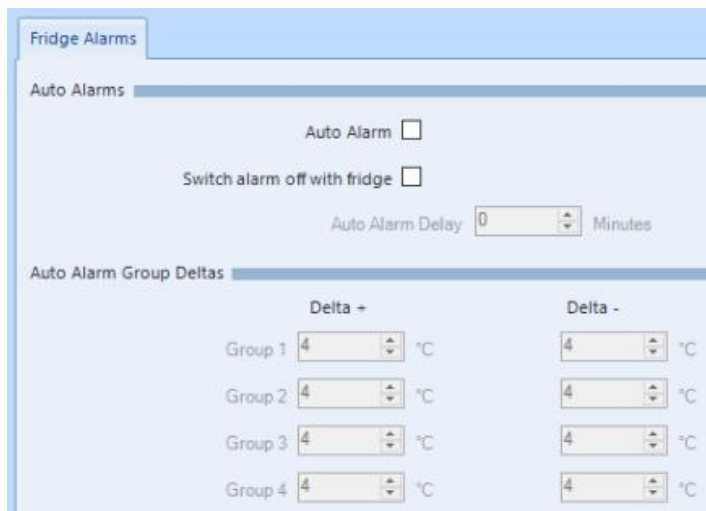 Fridge Alarms
Auto Alarms
Auto Alarm
Switch alarm off with fridge
Auto Alarm Delay 0 Minutes
Auto Alarm Group Deltas
Delta + Delta -
Group 1 4 °C 4 °C
Group 2 4 °C 4 °C
Group 3 4 °C 4 °C
Group 4 4 °C 4 °C